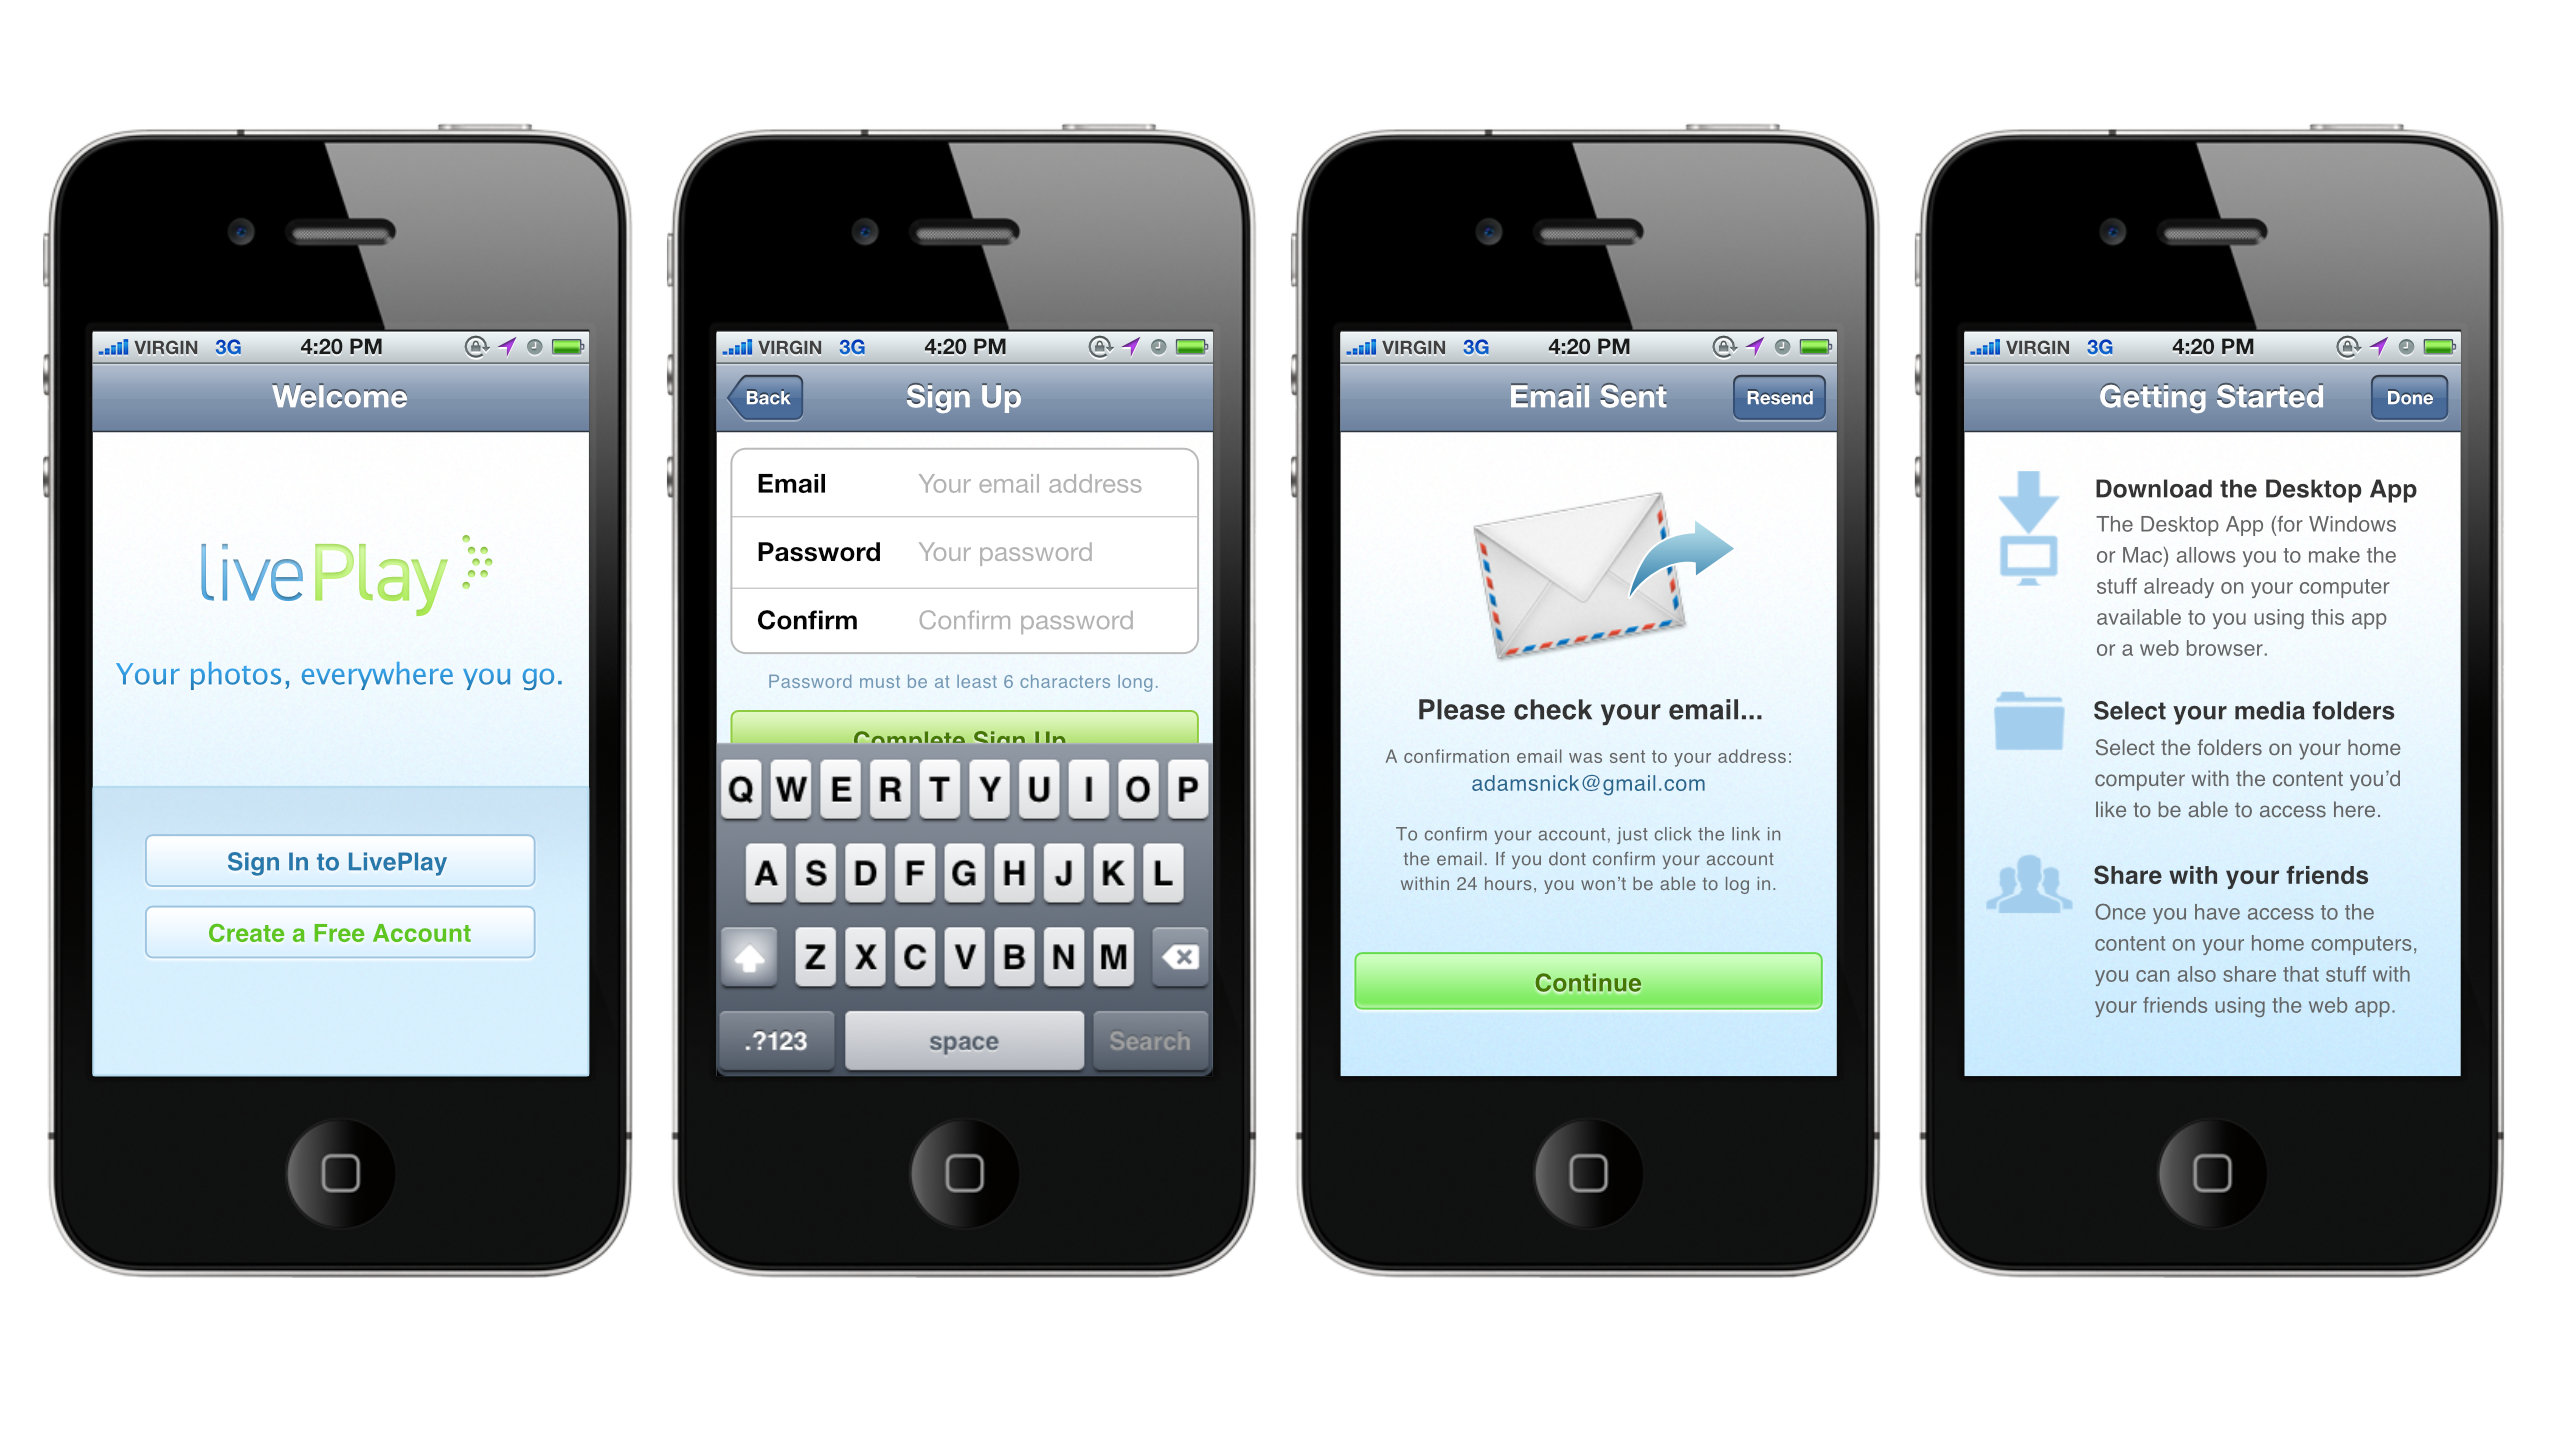 VIRGIN 3G 4:20 PM
Welcome
livePlay
Your photos, everywhere you go.
Sign In to LivePlay
Create a Free Account
VIRGIN 3G 4:20 PM
Back Sign Up
Email Your email address
Password Your password
Confirm Confirm password
Password must be at least 6 characters long.
Complete Sign Up
Q W E R T Y U I O P
A S D F G H J K L
Z X C V B N M
.?123 space Search
VIRGIN 3G 4:20 PM
Email Sent Resend
Please check your email...
A confirmation email was sent to your address:
adamsnick@gmail.com
To confirm your account, just click the link in
the email. If you dont confirm your account
within 24 hours, you won't be able to log in.
Continue
VIRGIN 3G 4:20 PM
Getting Started Done
Download the Desktop App
The Desktop App (for Windows
or Mac) allows you to make the
stuff already on your computer
available to you using this app
or a web browser.
Select your media folders
Select the folders on your home
computer with the content you'd
like to be able to access here.
Share with your friends
Once you have access to the
content on your home computers,
you can also share that stuff with
your friends using the web app.